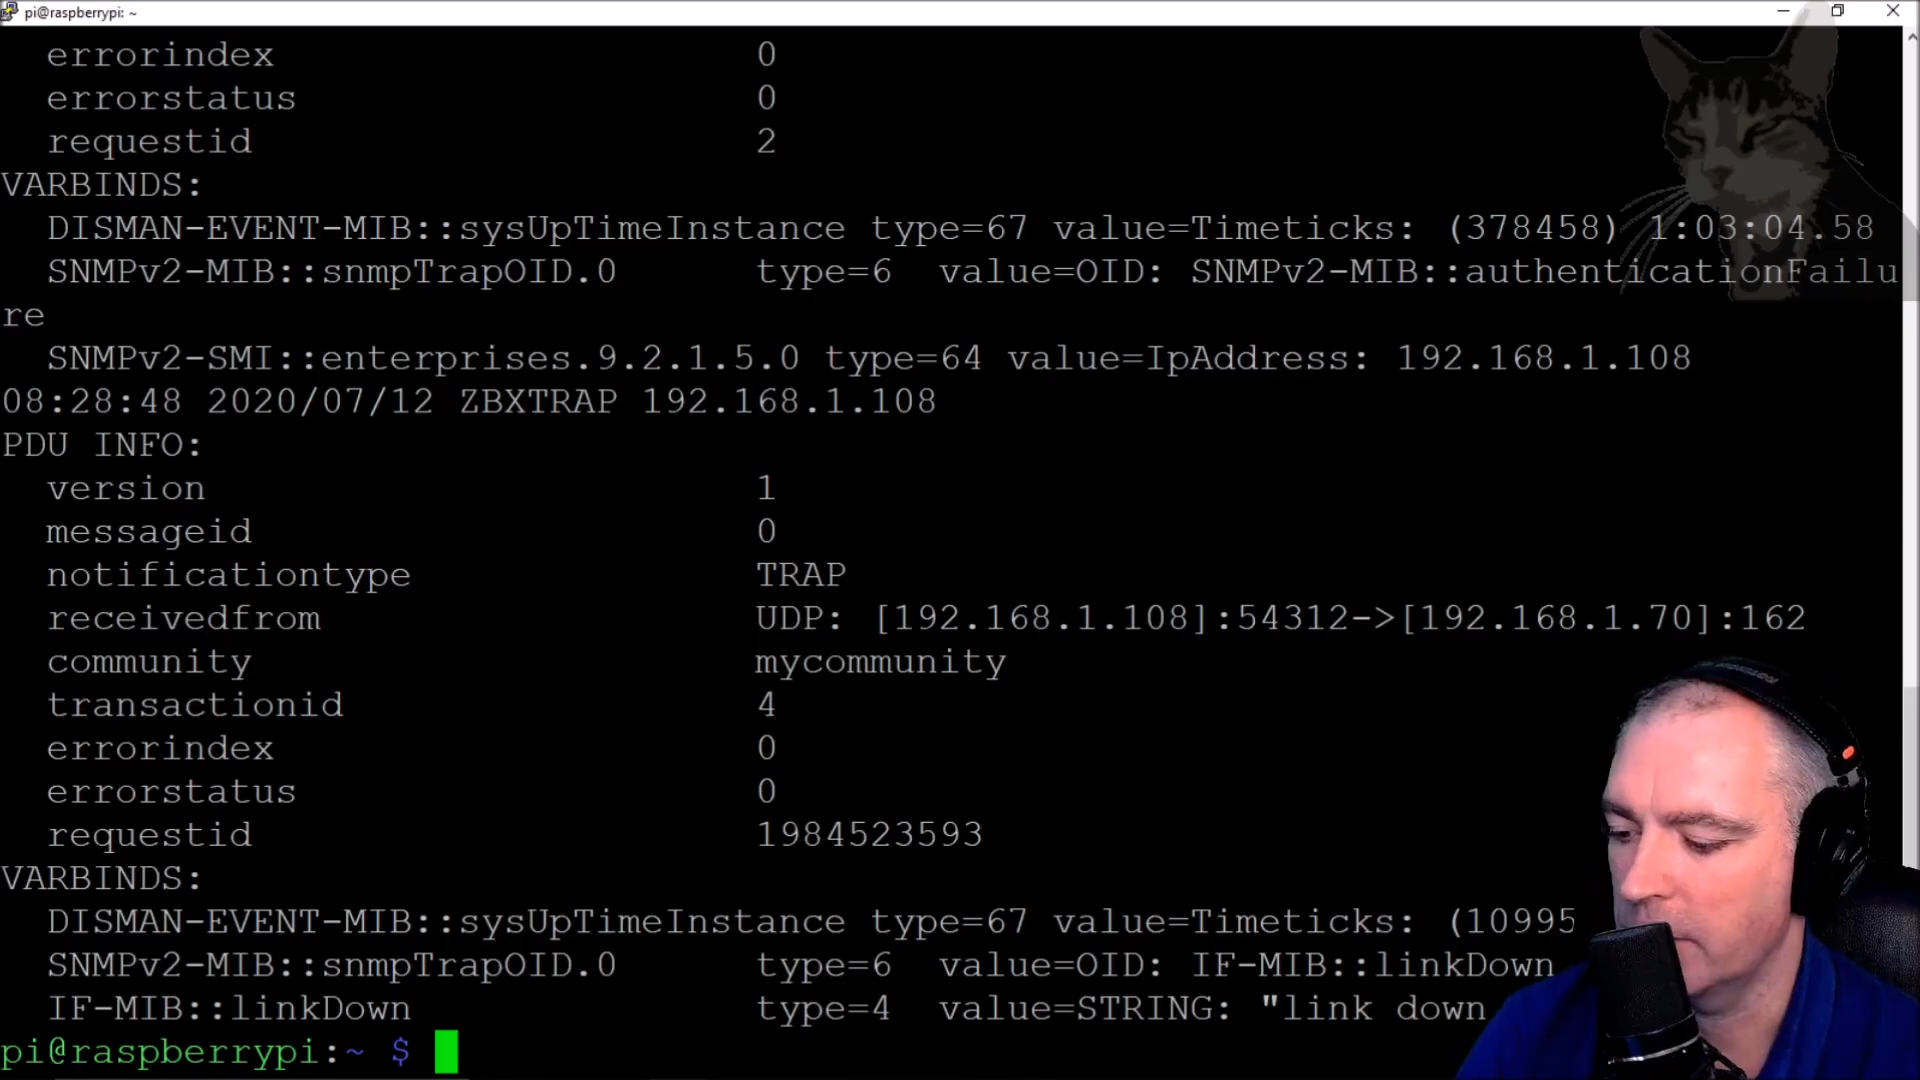 pi@raspberrypi: ~
errorindex 0
errorstatus 0
requestid 2
VARBINDS:
DISMAN-EVENT-MIB::sysUpTimeInstance type=67 value=Timeticks: (378458) 1:03:04.58
SNMPv2-MIB::snmpTrapOID.0 type=6 value=OID: SNMPv2-MIB::authenticationFailu
re
SNMPv2-SMI::enterprises.9.2.1.5.0 type=64 value=IpAddress: 192.168.1.108
08:28:48 2020/07/12 ZBXTRAP 192.168.1.108
PDU INFO:
version 1
messageid 0
notificationtype TRAP
receivedfrom UDP: [192.168.1.108]:54312->[192.168.1.70]:162
community mycommunity
transactionid 4
errorindex 0
errorstatus 0
requestid 1984523593
VARBINDS:
DISMAN-EVENT-MIB::sysUpTimeInstance type=67 value=Timeticks: (10995
SNMPv2-MIB::snmpTrapOID.0 type=6 value=OID: IF-MIB::linkDown
IF-MIB::linkDown type=4 value=STRING: "link down
pi@raspberrypi:~ $